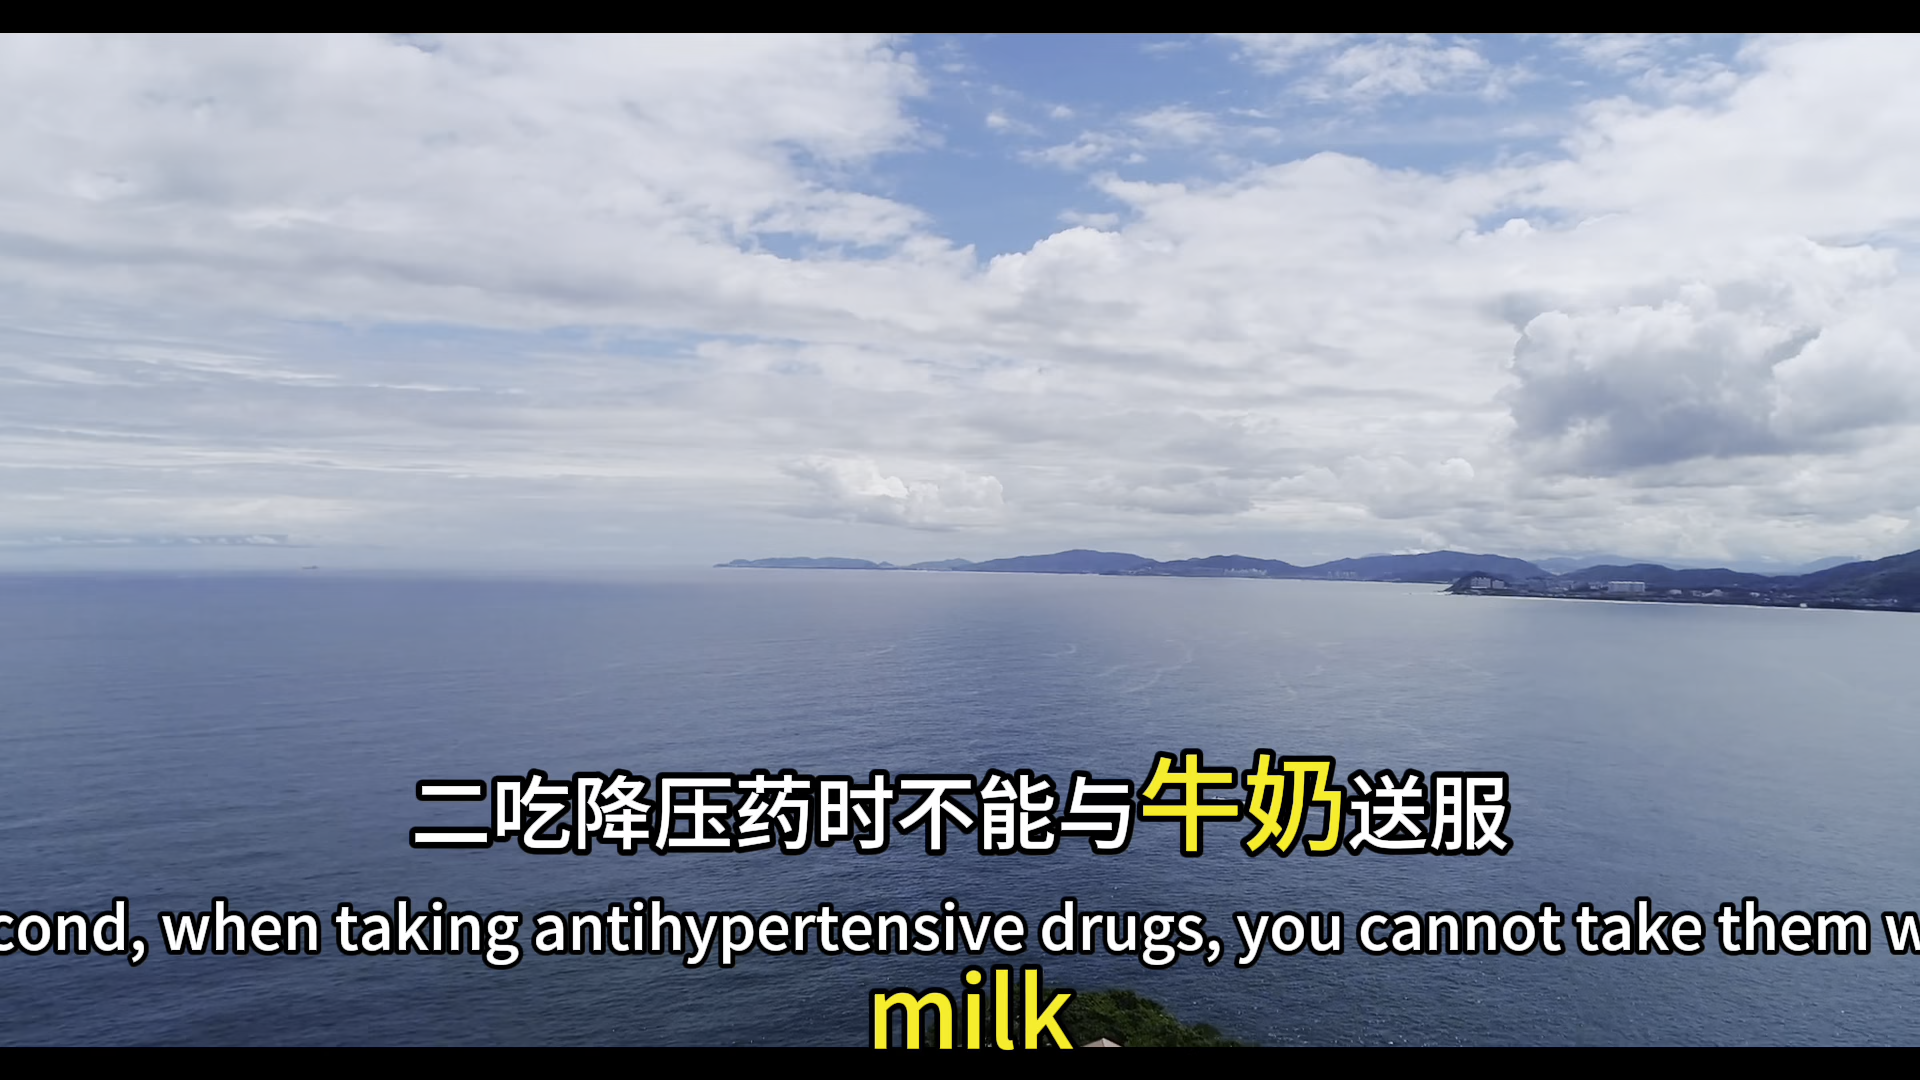 二吃降压药时不能与牛奶送服
cond, when taking antihypertensive drugs, you cannot take them w
milk